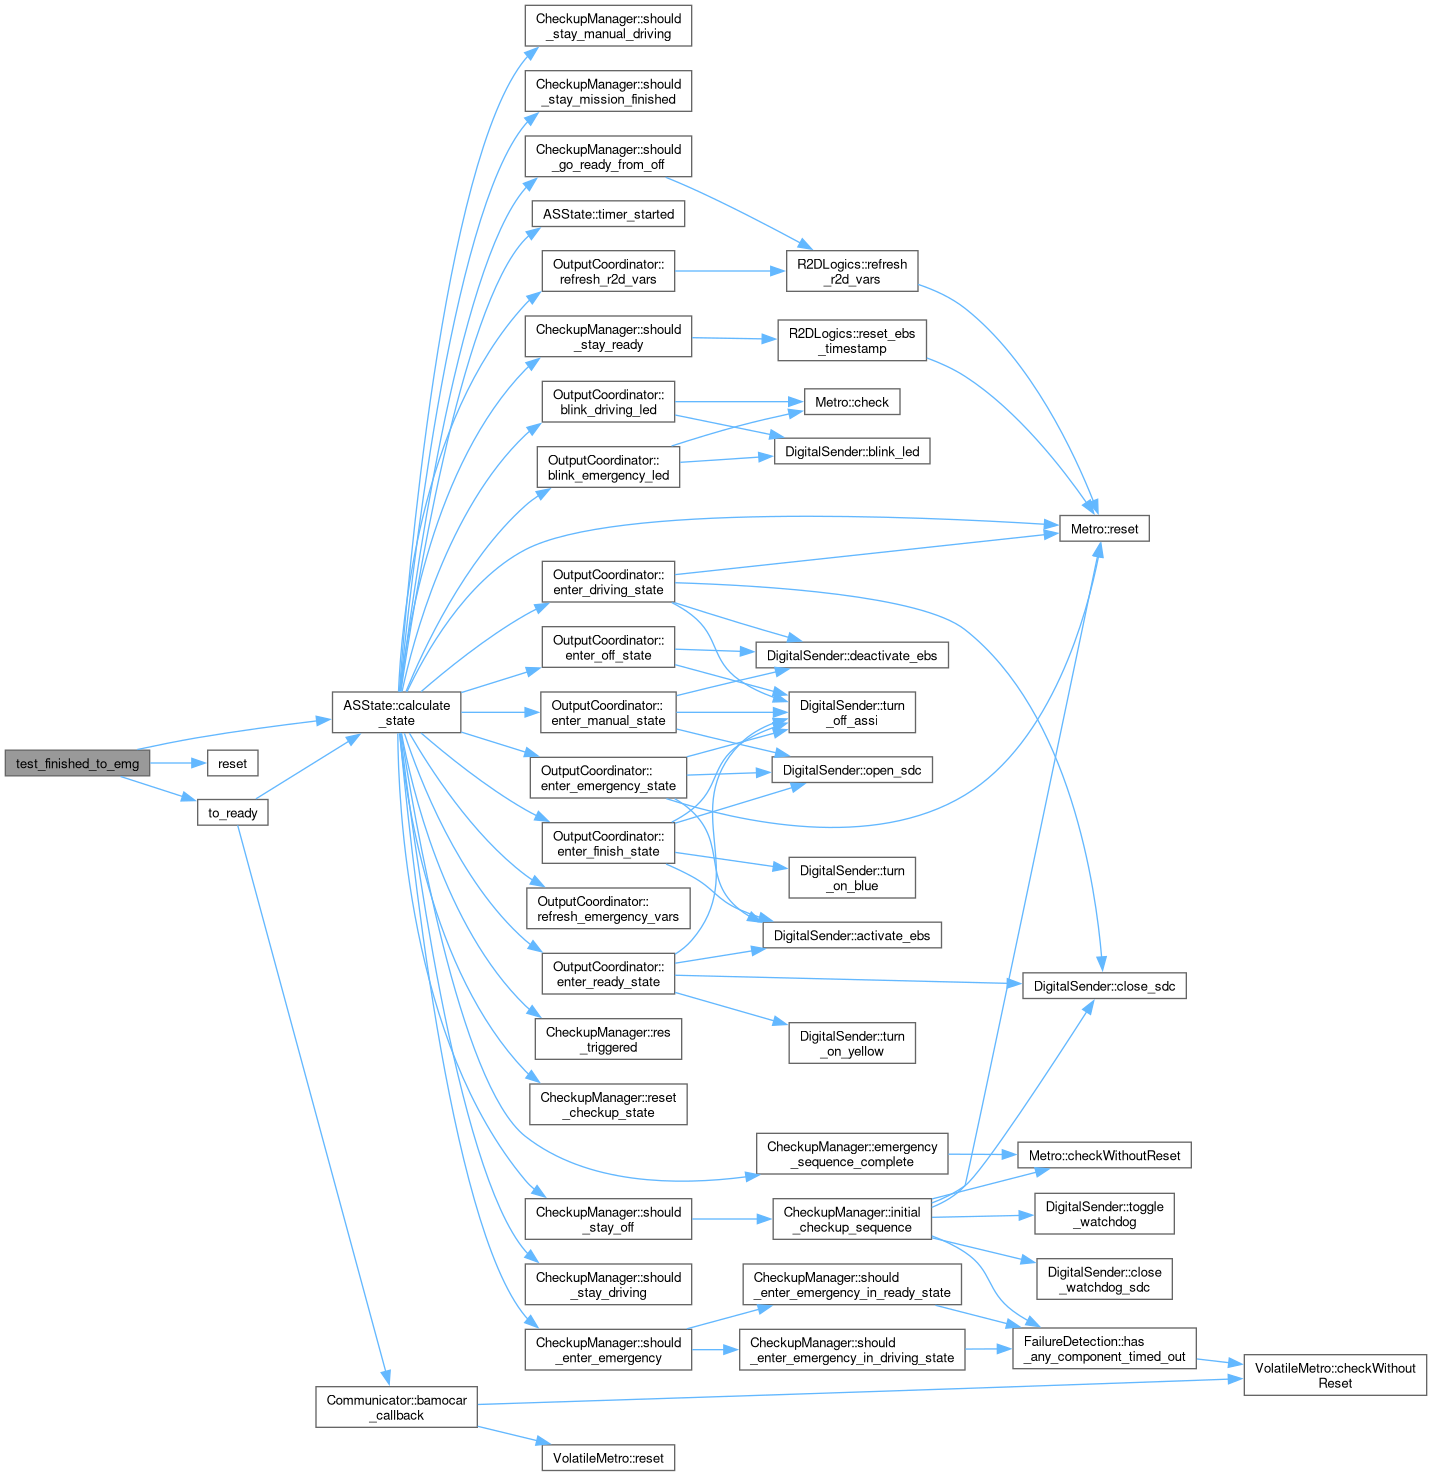 CheckupManager::should
_stay_manual_driving
CheckupManager::should
_stay_mission_finished
CheckupManager::should
_go_ready_from_off
ASState::timer_started
OutputCoordinator::
refresh_r2d_vars
R2DLogics::refresh
_r2d_vars
CheckupManager::should
_stay_ready
R2DLogics::reset_ebs
_timestamp
OutputCoordinator::
blink_driving_led
Metro::check
OutputCoordinator::
blink_emergency_led
DigitalSender::blink_led
Metro::reset
OutputCoordinator::
enter_driving_state
OutputCoordinator::
enter_off_state
DigitalSender::deactivate_ebs
ASState::calculate
_state
OutputCoordinator::
enter_manual_state
DigitalSender::turn
_off_assi
test_finished_to_emg
reset
OutputCoordinator::
enter_emergency_state
DigitalSender::open_sdc
to_ready
OutputCoordinator::
enter_finish_state
DigitalSender::turn
_on_blue
OutputCoordinator::
refresh_emergency_vars
DigitalSender::activate_ebs
OutputCoordinator::
enter_ready_state
DigitalSender::close_sdc
CheckupManager::res
_triggered
DigitalSender::turn
_on_yellow
CheckupManager::reset
_checkup_state
CheckupManager::emergency
_sequence_complete
Metro::checkWithoutReset
CheckupManager::should
_stay_off
CheckupManager::initial
_checkup_sequence
DigitalSender::toggle
_watchdog
CheckupManager::should
_stay_driving
CheckupManager::should
_enter_emergency_in_ready_state
DigitalSender::close
_watchdog_sdc
CheckupManager::should
_enter_emergency
CheckupManager::should
_enter_emergency_in_driving_state
FailureDetection::has
_any_component_timed_out
VolatileMetro::checkWithout
Reset
Communicator::bamocar
_callback
VolatileMetro::reset